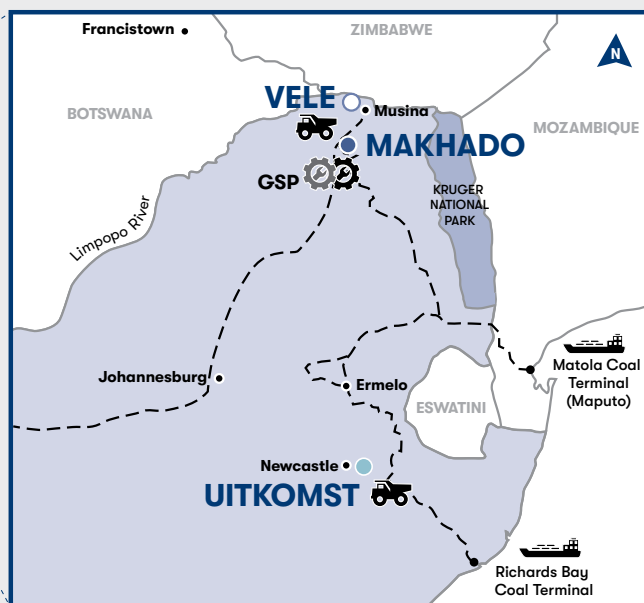 Francistown
ZIMBABWE
N
BOTSWANA
VELE
Musina
MOZAMBIQUE
MAKHADO
GSP
KRUGER
NATIONAL
PARK
Limpopo River
Johannesburg
Ermelo
Matola Coal
Terminal
(Maputo)
ESWATINI
Newcastle
UITKOMST
Richards Bay
Coal Terminal